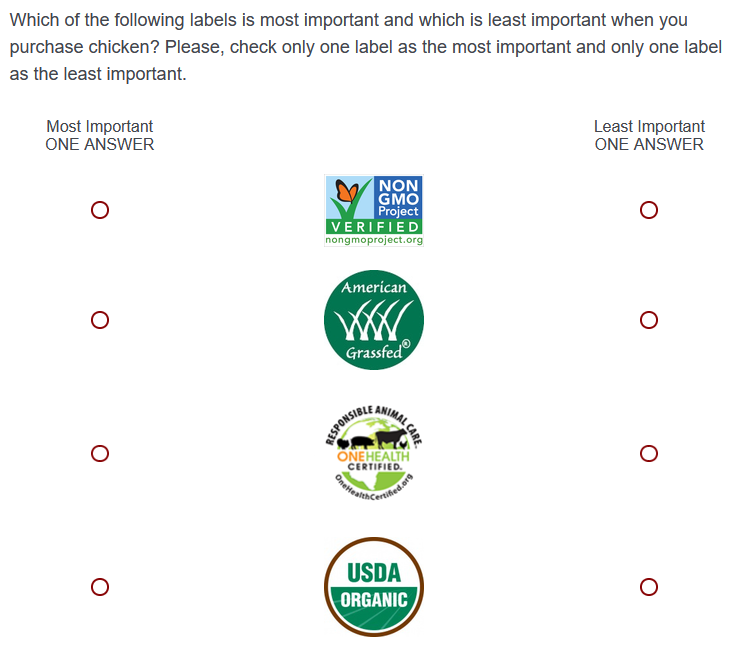 Which of the following labels is most important and which is least important when you
purchase chicken? Please, check only one label as the most important and only one label
as the least important.
Most Important
ONE ANSWER
Least Important
ONE ANSWER
NON
GMO
Project
VERIFIED
nongmoproject.org
American
Grassfed®
RESPONSIBLE ANIMAL CARE.
ONEHEALTH
CERTIFIED.
OneHealthCertified.org
USDA
ORGANIC